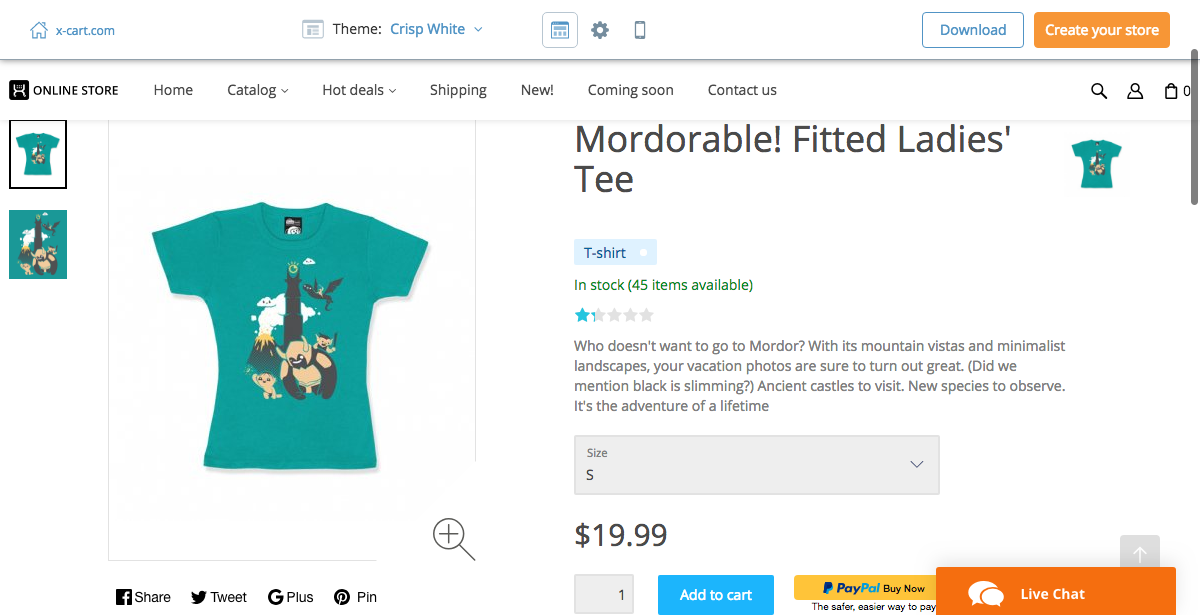 x-cart.com
Theme: Crisp White
Download
Create your store
ONLINE STORE
Home
Catalog
Hot deals
Shipping
New!
Coming soon
Contact us
0
Mordorable! Fitted Ladies'
Tee
T-shirt
In stock (45 items available)
Who doesn't want to go to Mordor? With its mountain vistas and minimalist
landscapes, your vacation photos are sure to turn out great. (Did we
mention black is slimming?) Ancient castles to visit. New species to observe.
It's the adventure of a lifetime
Size
S
$19.99
1
Add to cart
PayPal Buy Now
The safer, easier way to pay
Share
Tweet
Plus
Pin
Live Chat